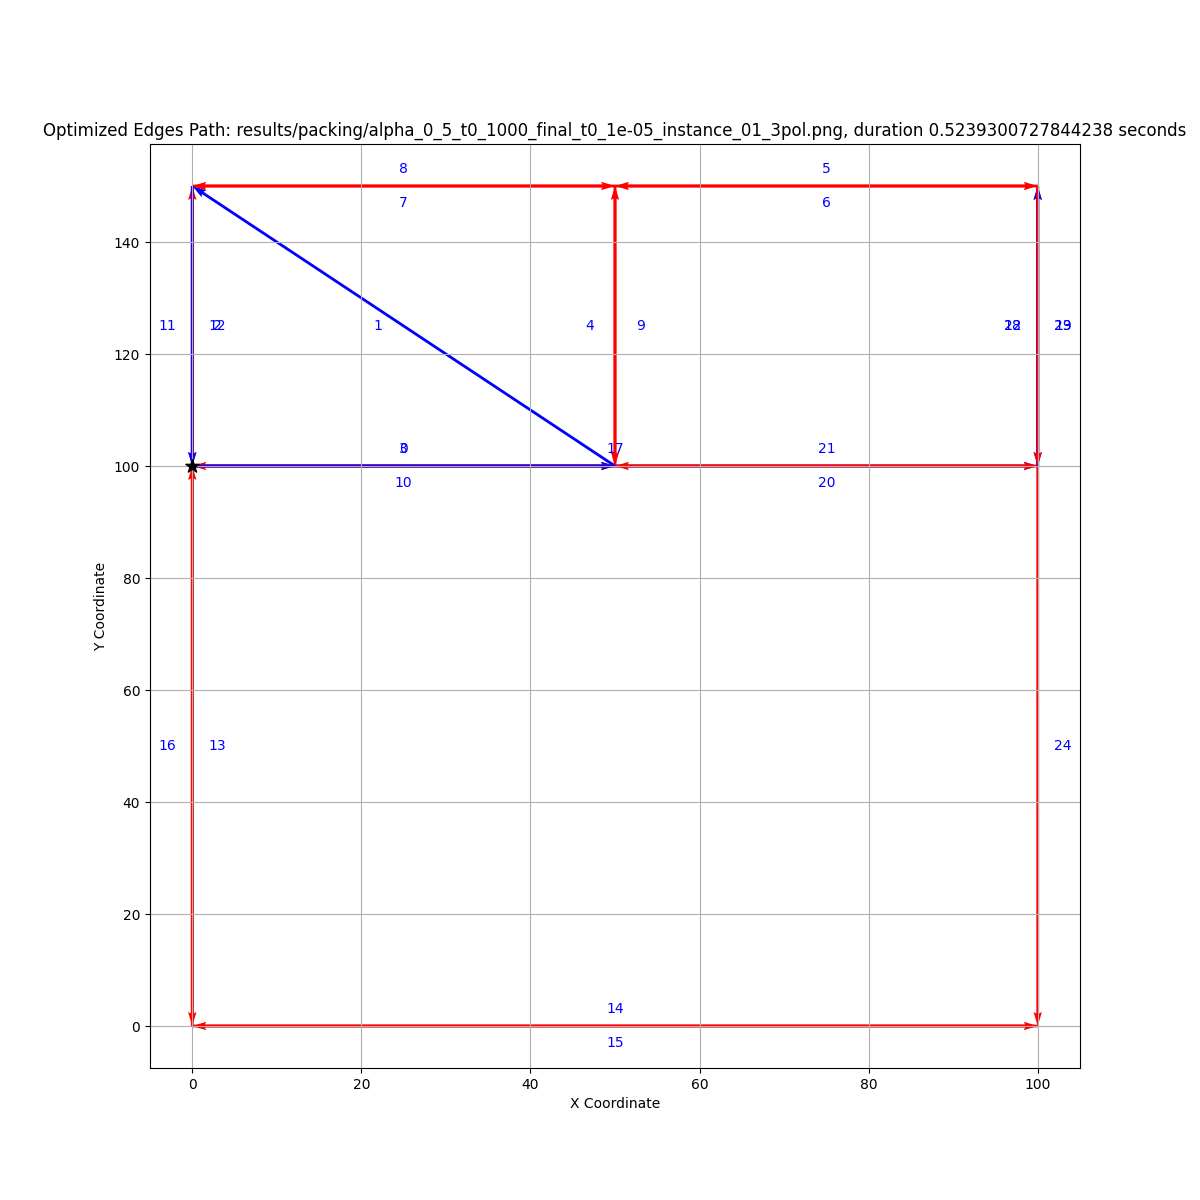 Optimized Edges Path: results/packing/alpha_0_5_t0_1000_final_t0_1e-05_instance_01_3pol.png, duration 0.5239300727844238 seconds
8 5
7 6
140
11 1 4 9
120
17 21
100
10 20
80
Y Coordinate
60
16 13 24
40
20
14
0
15
0 20 40 60 80 100
X Coordinate